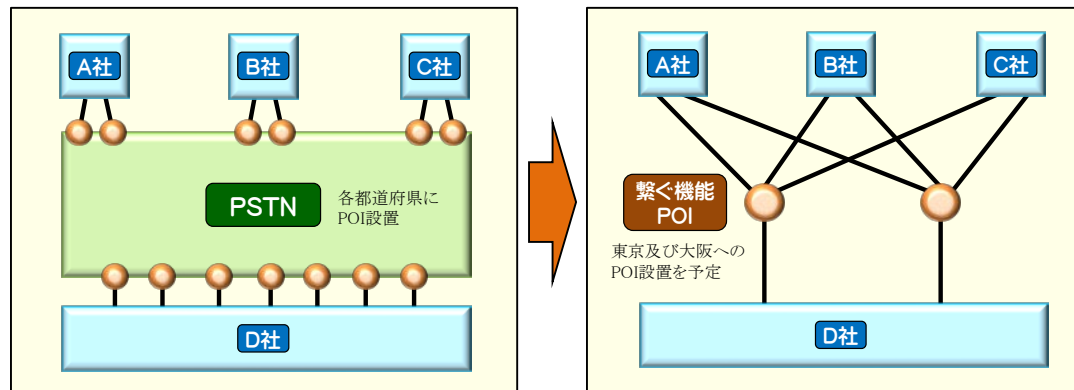 A社
B社
C社
PSTN
各都道府県に
POI設置
D社
A社
B社
C社
繋ぐ機能
POI
東京及び大阪への
POI設置を予定
D社